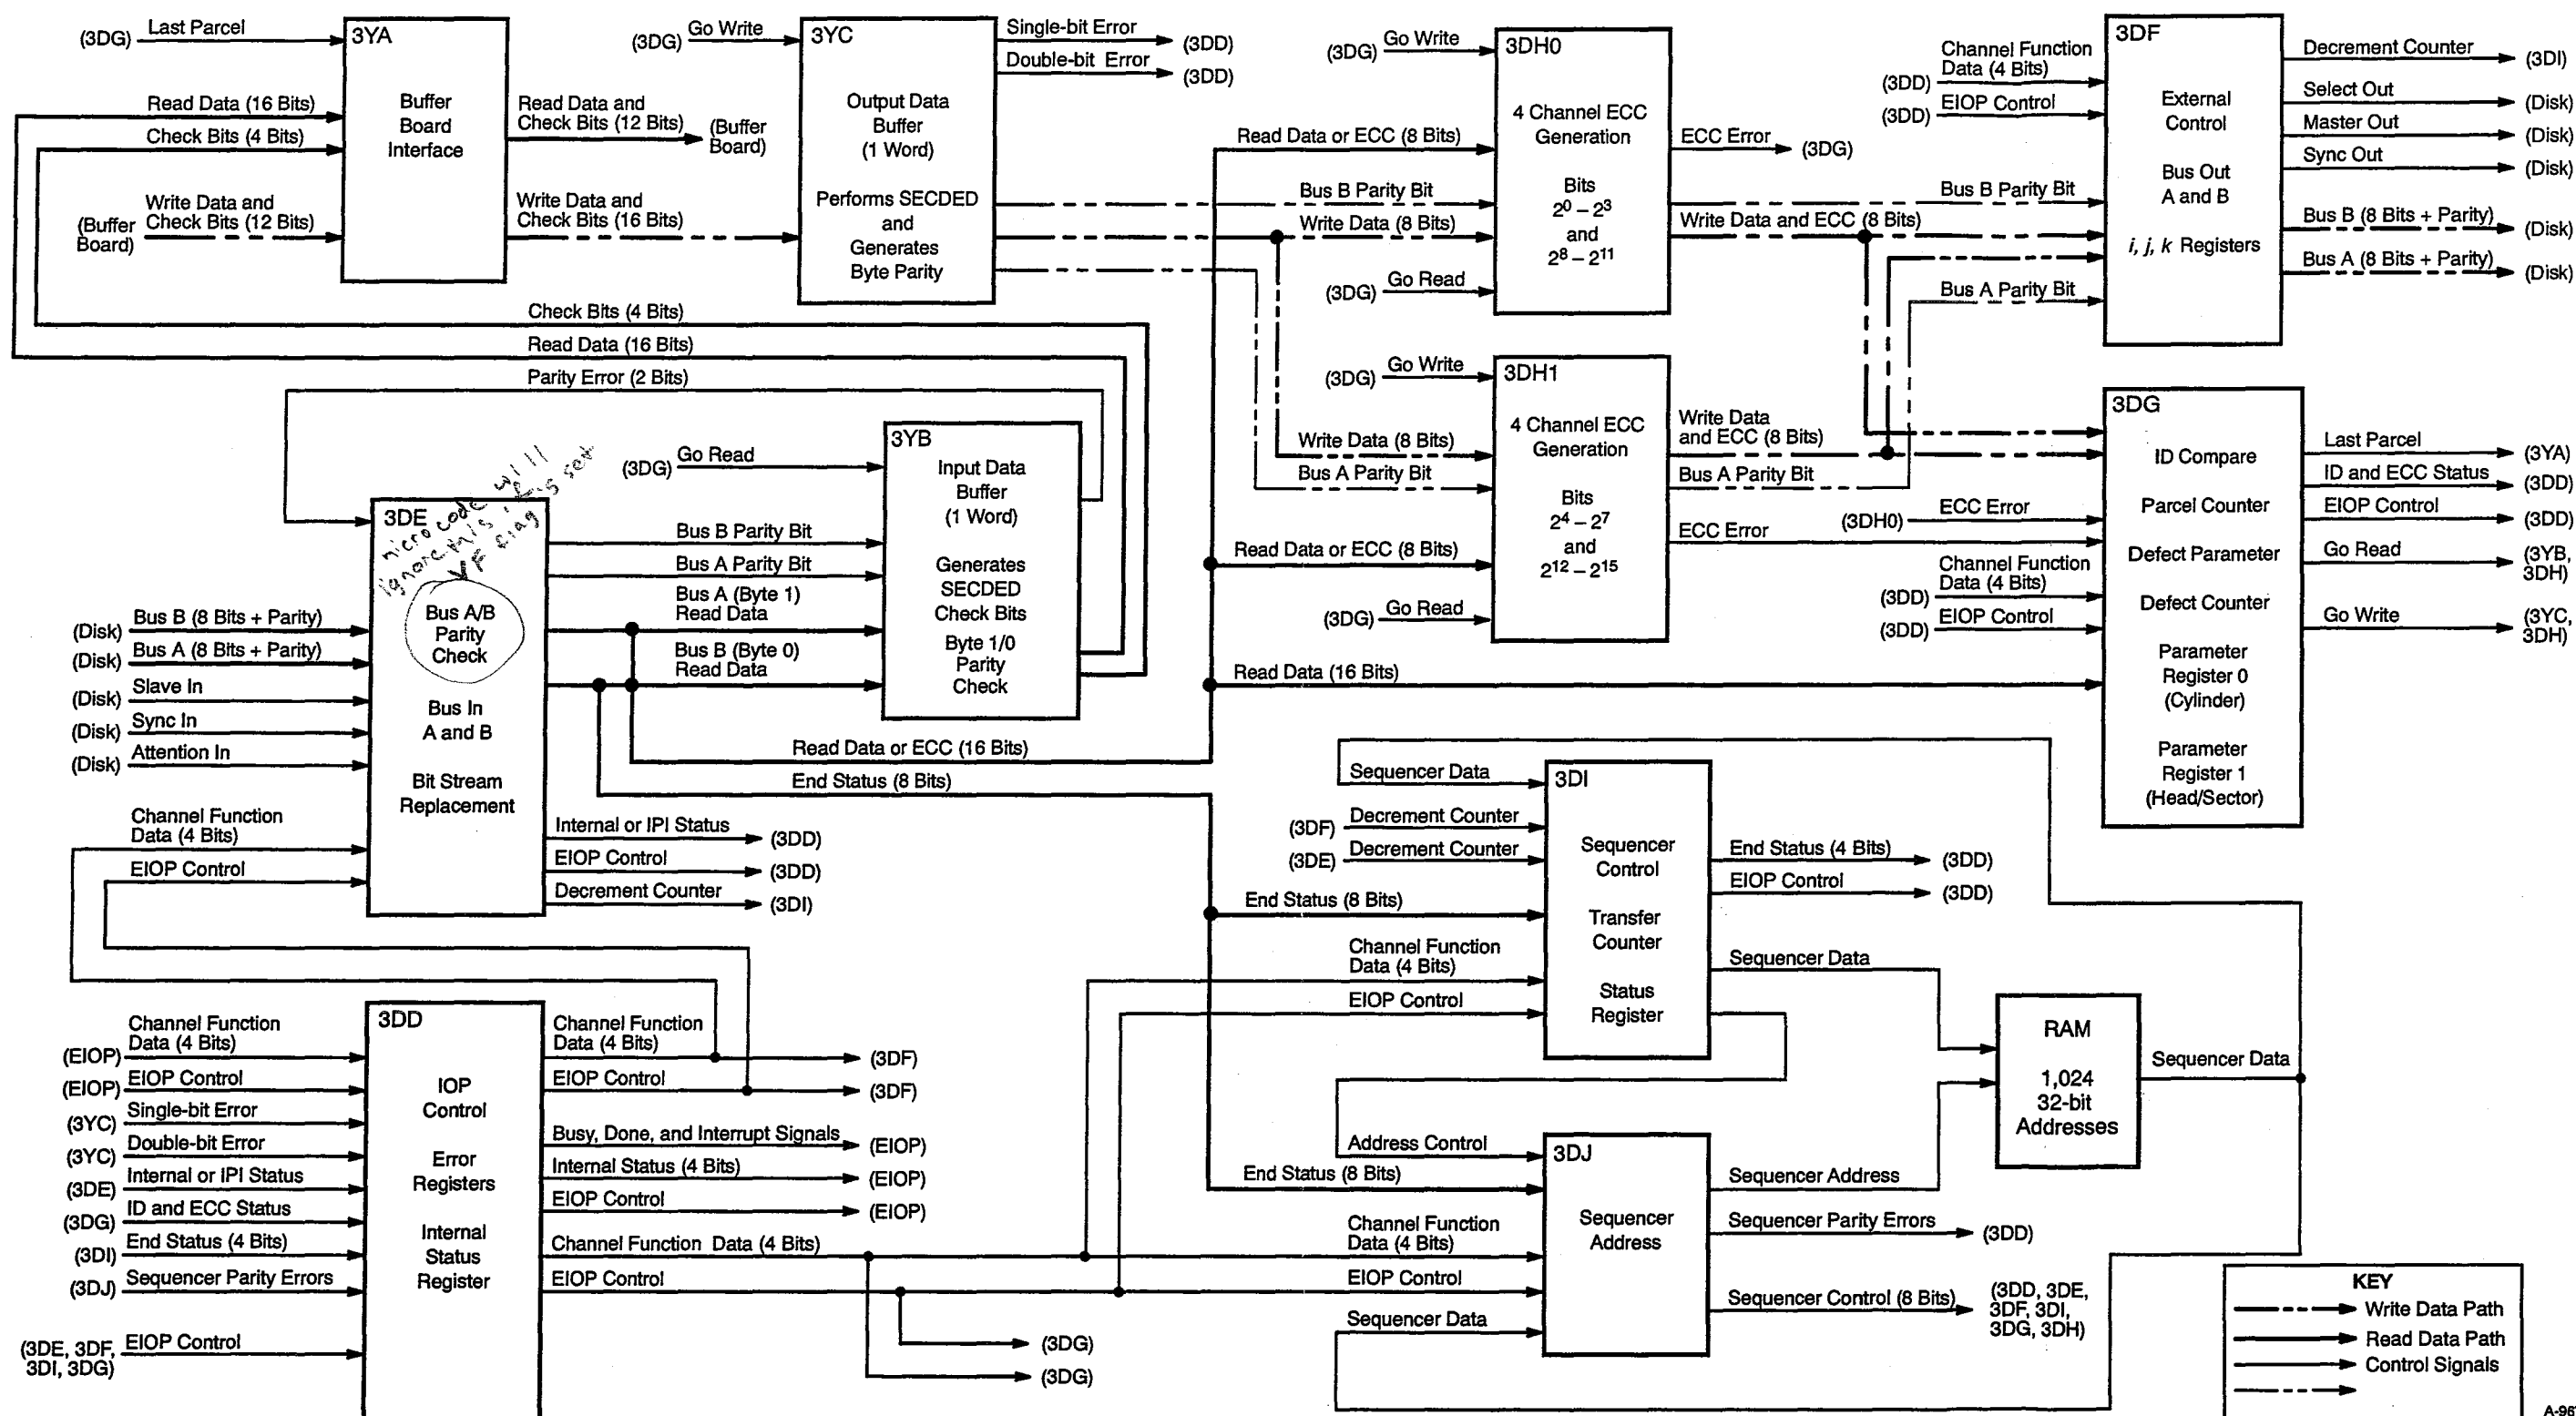 (3DG) Last Parcel
3YA
Buffer
Board
Interface
Read Data (16 Bits)
Check Bits (4 Bits)
(Buffer
Board)
Write Data and
Check Bits (12 Bits)
Read Data and
Check Bits (12 Bits)
(Buffer
Board)
Write Data and
Check Bits (16 Bits)
(3DG) Go Write
3YC
Output Data
Buffer
(1 Word)
Performs SECDED
and
Generates
Byte Parity
Single-bit Error (3DD)
Double-bit Error (3DD)
Bus B Parity Bit
Write Data (8 Bits)
Check Bits (4 Bits)
Read Data (16 Bits)
Parity Error (2 Bits)
(3DG) Go Write
3DH0
4 Channel ECC
Generation
Bits
2⁰ – 2³
and
2⁸ – 2¹¹
Read Data or ECC (8 Bits)
(3DG) Go Read
ECC Error (3DG)
Bus B Parity Bit
Write Data and ECC (8 Bits)
Bus A Parity Bit
(3DG) Go Write
3DH1
4 Channel ECC
Generation
Bits
2⁴ – 2⁷
and
2¹² – 2¹⁵
Write Data (8 Bits)
Bus A Parity Bit
Read Data or ECC (8 Bits)
(3DG) Go Read
Write Data
and ECC (8 Bits)
Bus A Parity Bit
ECC Error
Channel Function
(3DD) Data (4 Bits)
(3DD) EIOP Control
3DF
External
Control
Bus Out
A and B
i, j, k Registers
Decrement Counter (3DI)
Select Out (Disk)
Master Out (Disk)
Sync Out (Disk)
Bus B (8 Bits + Parity) (Disk)
Bus A (8 Bits + Parity) (Disk)
3DG
ID Compare
Parcel Counter
Defect Parameter
Defect Counter
Parameter
Register 0
(Cylinder)
Parameter
Register 1
(Head/Sector)
(3DH0) ECC Error
Channel Function
Data (4 Bits)
(3DD)
(3DD) EIOP Control
Read Data (16 Bits)
Last Parcel (3YA)
ID and ECC Status (3DD)
EIOP Control (3DD)
Go Read (3YB,
3DH)
Go Write (3YC,
3DH)
microcode will
ignore this if
VF diag is set
3DE
Bus A/B
Parity
Check
Bus In
A and B
Bit Stream
Replacement
(Disk) Bus B (8 Bits + Parity)
(Disk) Bus A (8 Bits + Parity)
(Disk) Slave In
(Disk) Sync In
(Disk) Attention In
Channel Function
Data (4 Bits)
EIOP Control
Bus B Parity Bit
Bus A Parity Bit
Bus A (Byte 1)
Read Data
Bus B (Byte 0)
Read Data
Read Data or ECC (16 Bits)
End Status (8 Bits)
Internal or IPI Status (3DD)
EIOP Control (3DD)
Decrement Counter (3DI)
(3DG) Go Read
3YB
Input Data
Buffer
(1 Word)
Generates
SECDED
Check Bits
Byte 1/0
Parity
Check
Sequencer Data
(3DF) Decrement Counter
(3DE) Decrement Counter
End Status (8 Bits)
Channel Function
Data (4 Bits)
EIOP Control
3DI
Sequencer
Control
Transfer
Counter
Status
Register
End Status (4 Bits) (3DD)
EIOP Control (3DD)
Sequencer Data
RAM
1,024
32-bit
Addresses
Sequencer Data
3DD
IOP
Control
Error
Registers
Internal
Status
Register
Channel Function
Data (4 Bits)
(EIOP)
(EIOP) EIOP Control
(3YC) Single-bit Error
(3YC) Double-bit Error
(3DE) Internal or IPI Status
(3DG) ID and ECC Status
(3DI) End Status (4 Bits)
(3DJ) Sequencer Parity Errors
(3DE, 3DF, EIOP Control
3DI, 3DG)
Channel Function
Data (4 Bits) (3DF)
EIOP Control (3DF)
Busy, Done, and Interrupt Signals (EIOP)
Internal Status (4 Bits) (EIOP)
EIOP Control (EIOP)
Channel Function Data (4 Bits)
EIOP Control
(3DG)
(3DG)
Address Control
End Status (8 Bits)
Channel Function
Data (4 Bits)
EIOP Control
Sequencer Data
3DJ
Sequencer
Address
Sequencer Address
Sequencer Parity Errors (3DD)
Sequencer Control (8 Bits) (3DD, 3DE,
3DF, 3DI,
3DG, 3DH)
KEY
Write Data Path
Read Data Path
Control Signals